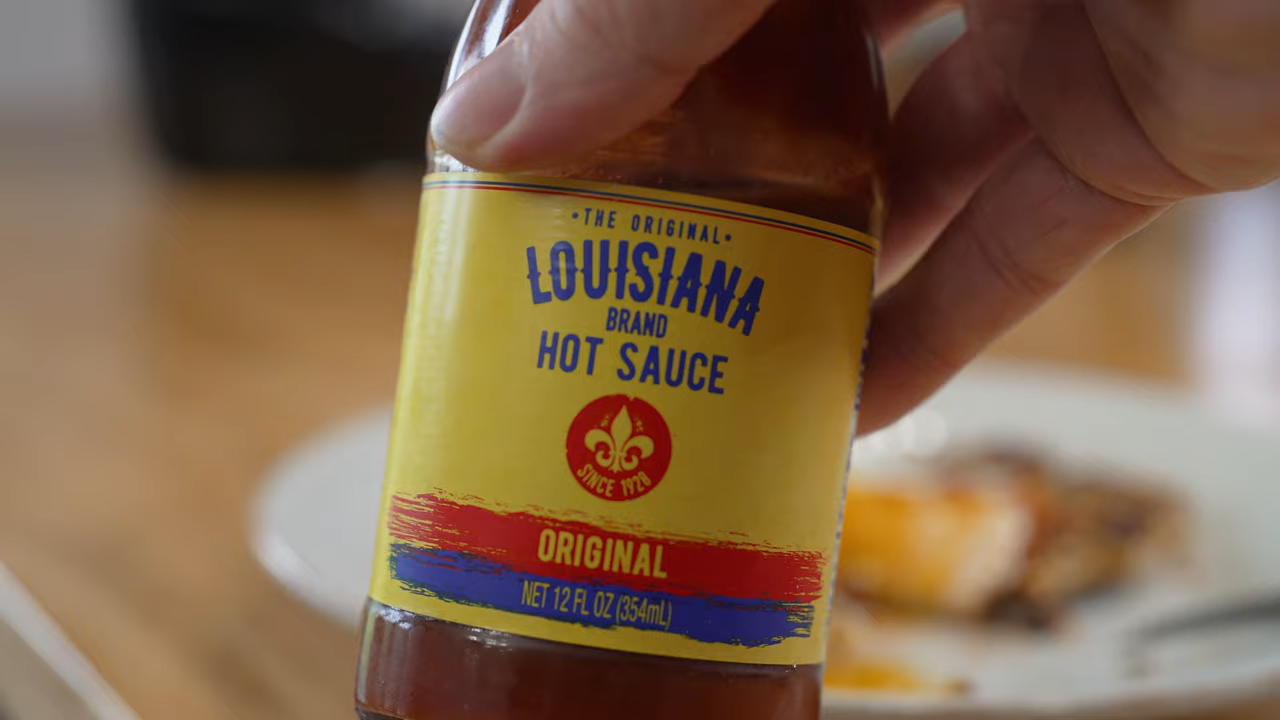 •THE ORIGINAL•
LOUISIANA
BRAND
HOT SAUCE
SINCE 1928
ORIGINAL
NET 12 FL OZ (354mL)